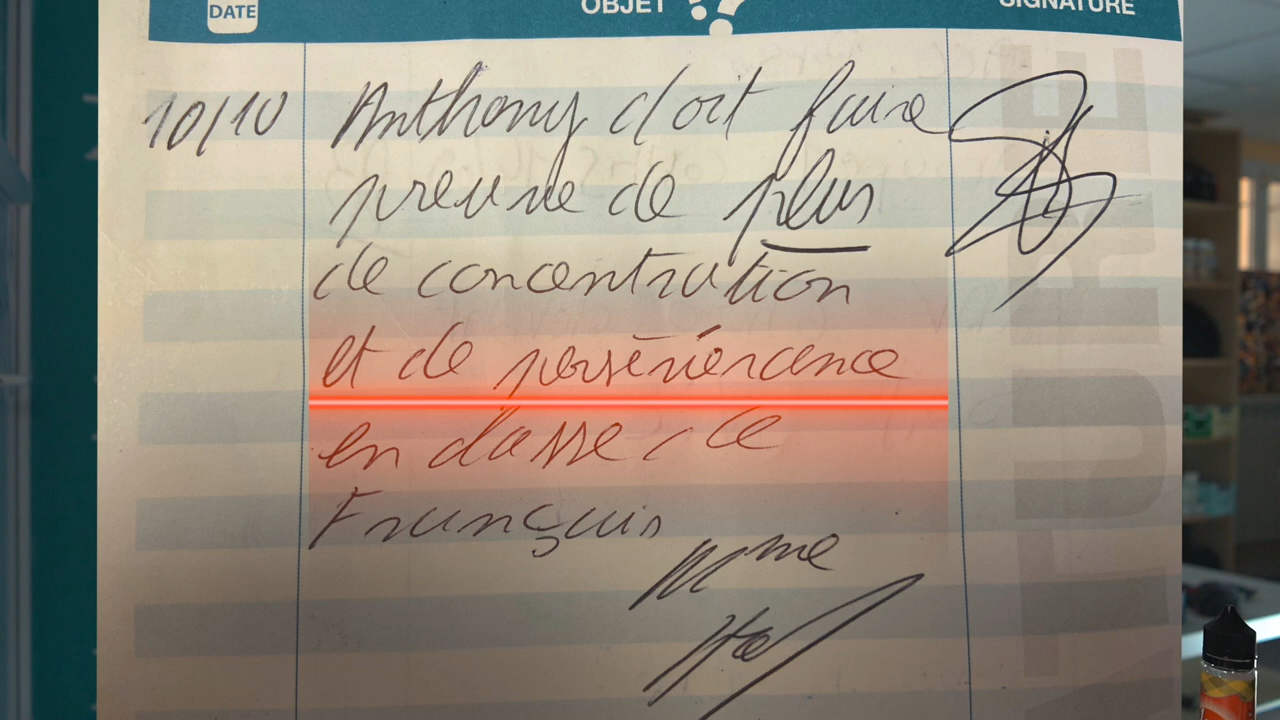 DATE OBJET !? SIGNATURE
10/10 Anthony doit faire
preuve de plus
de concentration
et de persévérance
en classe de
Français
Mme